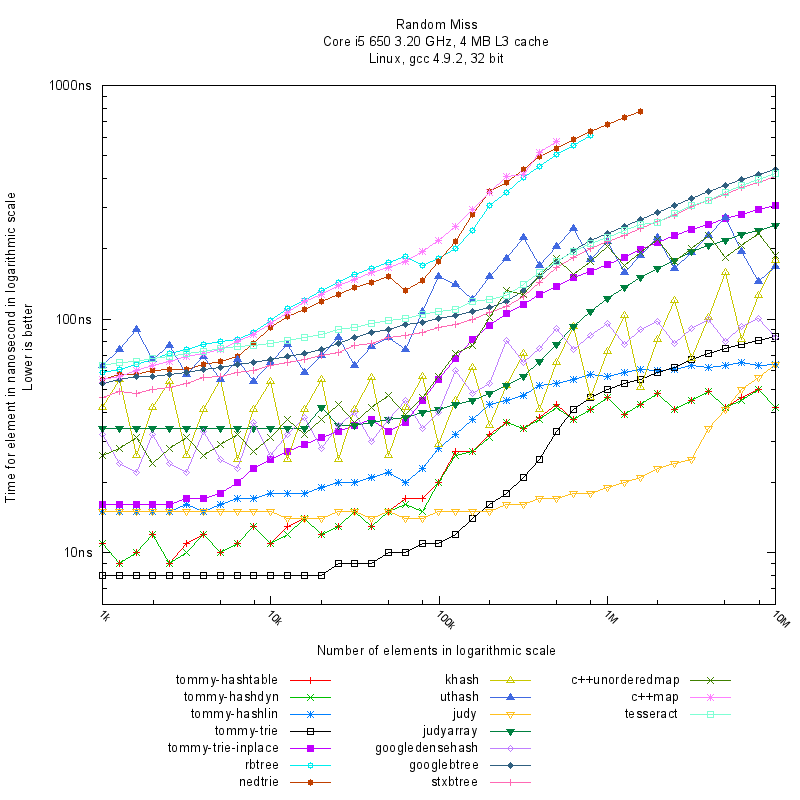 Random Miss
Core i5 650 3.20 GHz, 4 MB L3 cache
Linux, gcc 4.9.2, 32 bit
Time for element in nanosecond in logarithmic scale
Lower is better
1000ns
100ns
10ns
1k 10k 100k 1M 10M
Number of elements in logarithmic scale
tommy-hashtable khash c++unorderedmap
tommy-hashdyn uthash c++map
tommy-hashlin judy tesseract
tommy-trie judyarray
tommy-trie-inplace googledensehash
rbtree googlebtree
nedtrie stxbtree